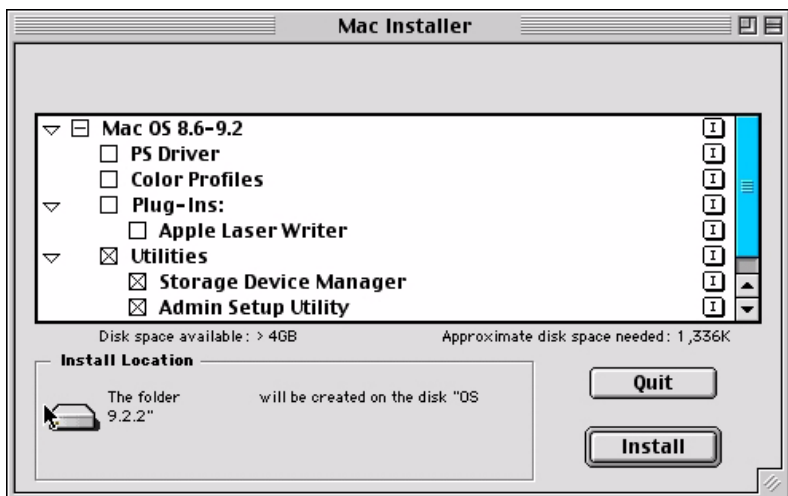 Mac Installer
Mac OS 8.6-9.2
PS Driver
Color Profiles
Plug-Ins:
Apple Laser Writer
Utilities
Storage Device Manager
Admin Setup Utility
Disk space available: > 4GB Approximate disk space needed: 1,336K
Install Location
The folder will be created on the disk "OS
9.2.2"
Quit
Install